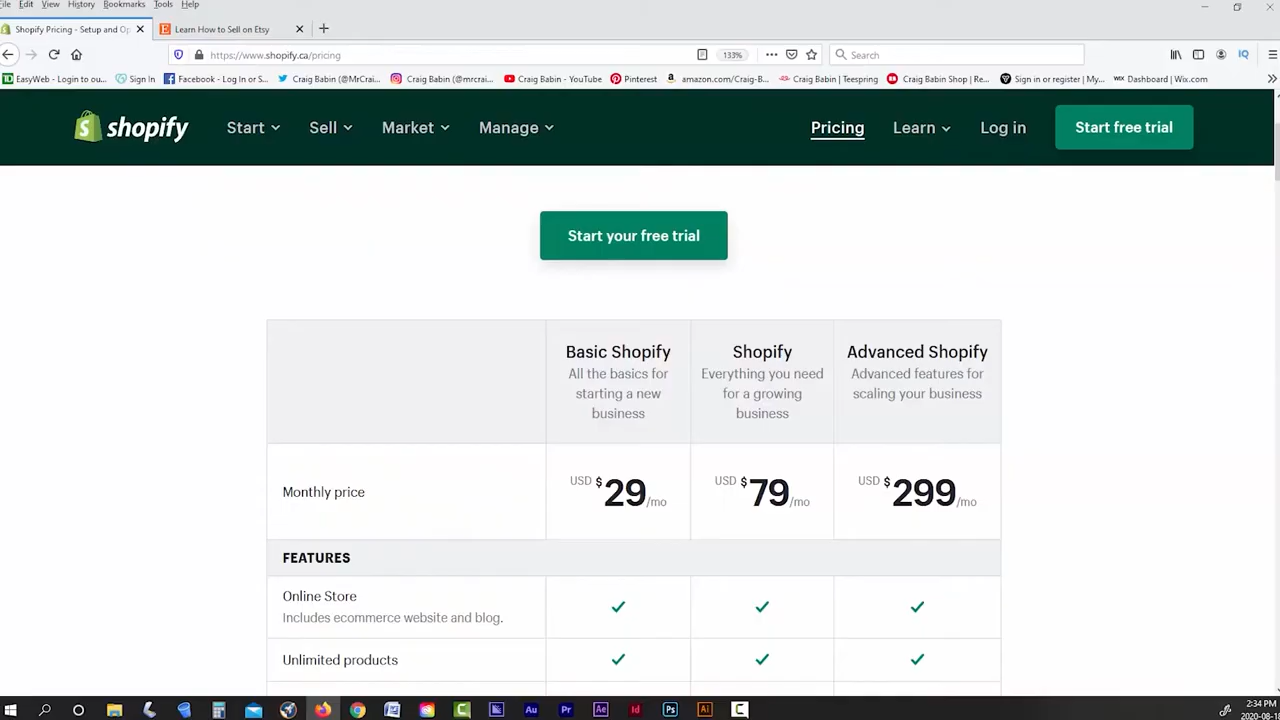 File Edit View History Bookmarks Tools Help
Shopify Pricing - Setup and Op
Learn How to Sell on Etsy
https://www.shopify.ca/pricing
133%
Search
EasyWeb - Login to ou...
Sign In
Facebook - Log In or S...
Craig Babin (@MrCrai...
Craig Babin (@mrcrai...
Craig Babin - YouTube
Pinterest
amazon.com/Craig-B...
Craig Babin | Teespring
Craig Babin Shop | Re...
Sign in or register | My...
WIX Dashboard | Wix.com
shopify
Start
Sell
Market
Manage
Pricing
Learn
Log in
Start free trial
Start your free trial
Basic Shopify
All the basics for
starting a new
business
Shopify
Everything you need
for a growing
business
Advanced Shopify
Advanced features for
scaling your business
Monthly price
USD $29/mo
USD $79/mo
USD $299/mo
FEATURES
Online Store
Includes ecommerce website and blog.
Unlimited products
2:34 PM